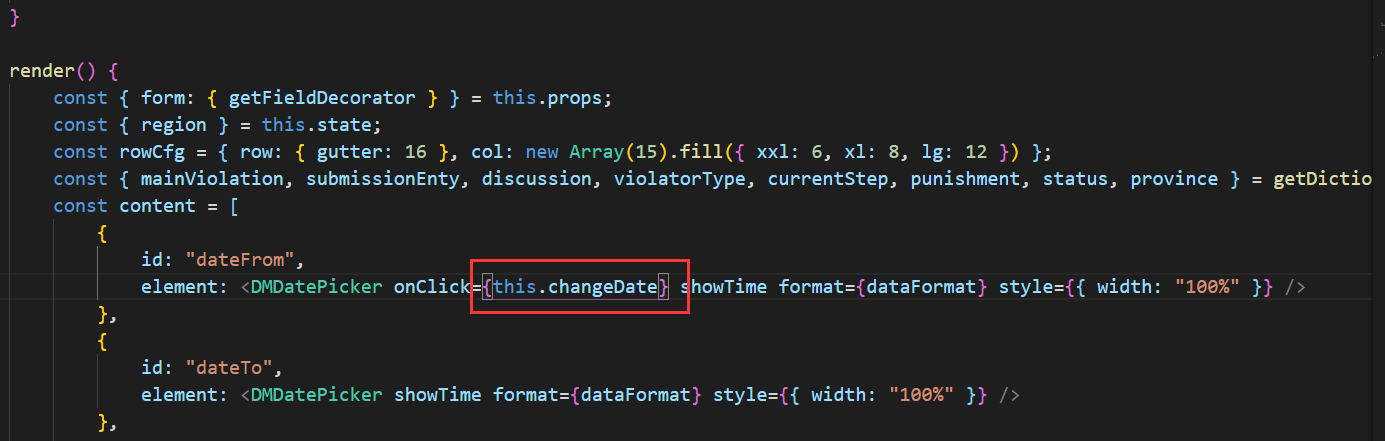 }
render() {
const { form: { getFieldDecorator } } = this.props;
const { region } = this.state;
const rowCfg = { row: { gutter: 16 }, col: new Array(15).fill({ xxl: 6, xl: 8, lg: 12 }) };
const { mainViolation, submissionEnty, discussion, violatorType, currentStep, punishment, status, province } = getDictio
const content = [
{
id: "dateFrom",
element: <DMDatePicker onClick={this.changeDate} showTime format={dataFormat} style={{ width: "100%" }} />
},
{
id: "dateTo",
element: <DMDatePicker showTime format={dataFormat} style={{ width: "100%" }} />
},